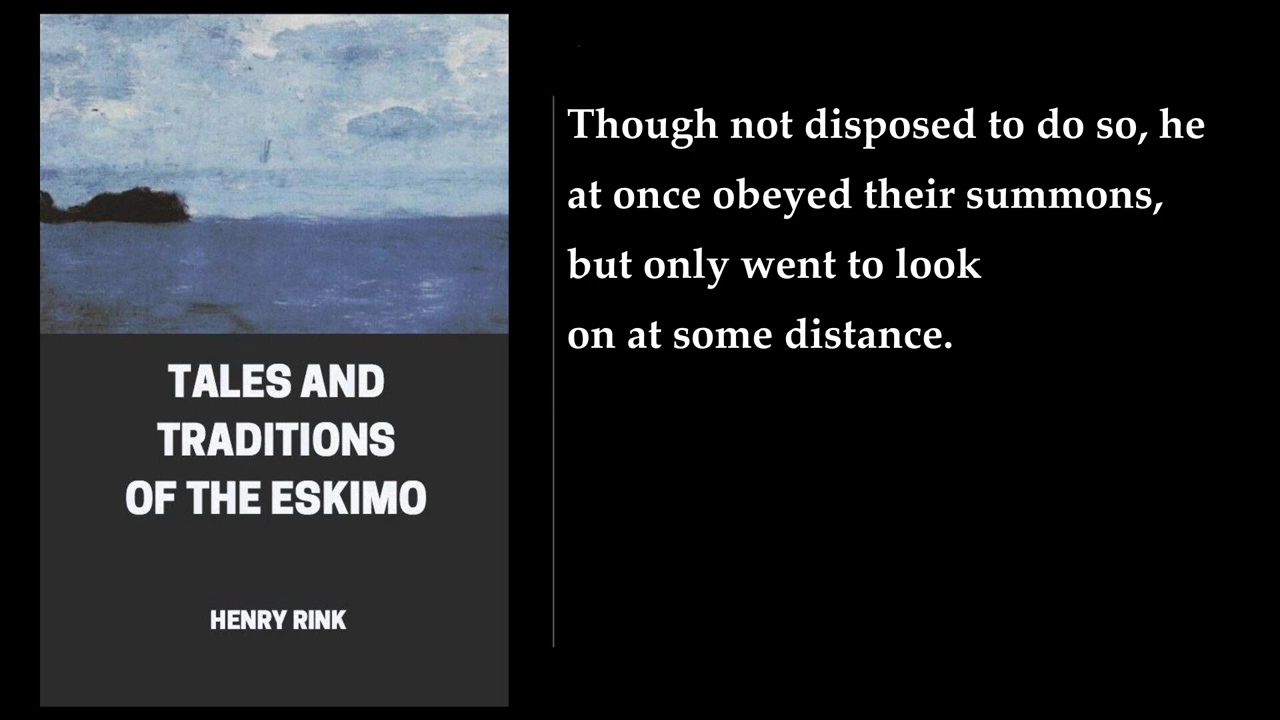 TALES AND
TRADITIONS
OF THE ESKIMO
HENRY RINK
Though not disposed to do so, he
at once obeyed their summons,
but only went to look
on at some distance.